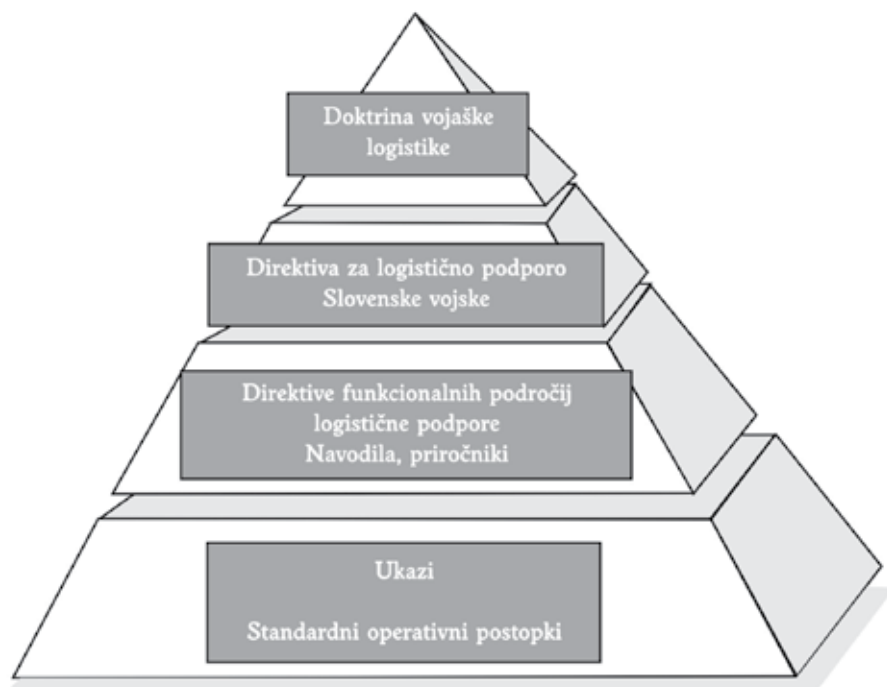 Doktrina vojaške
logistike
Direktiva za logistično podporo
Slovenske vojske
Direktive funkcionalnih področij
logistične podpore
Navodila, priročniki
Ukazi
Standardni operativni postopki